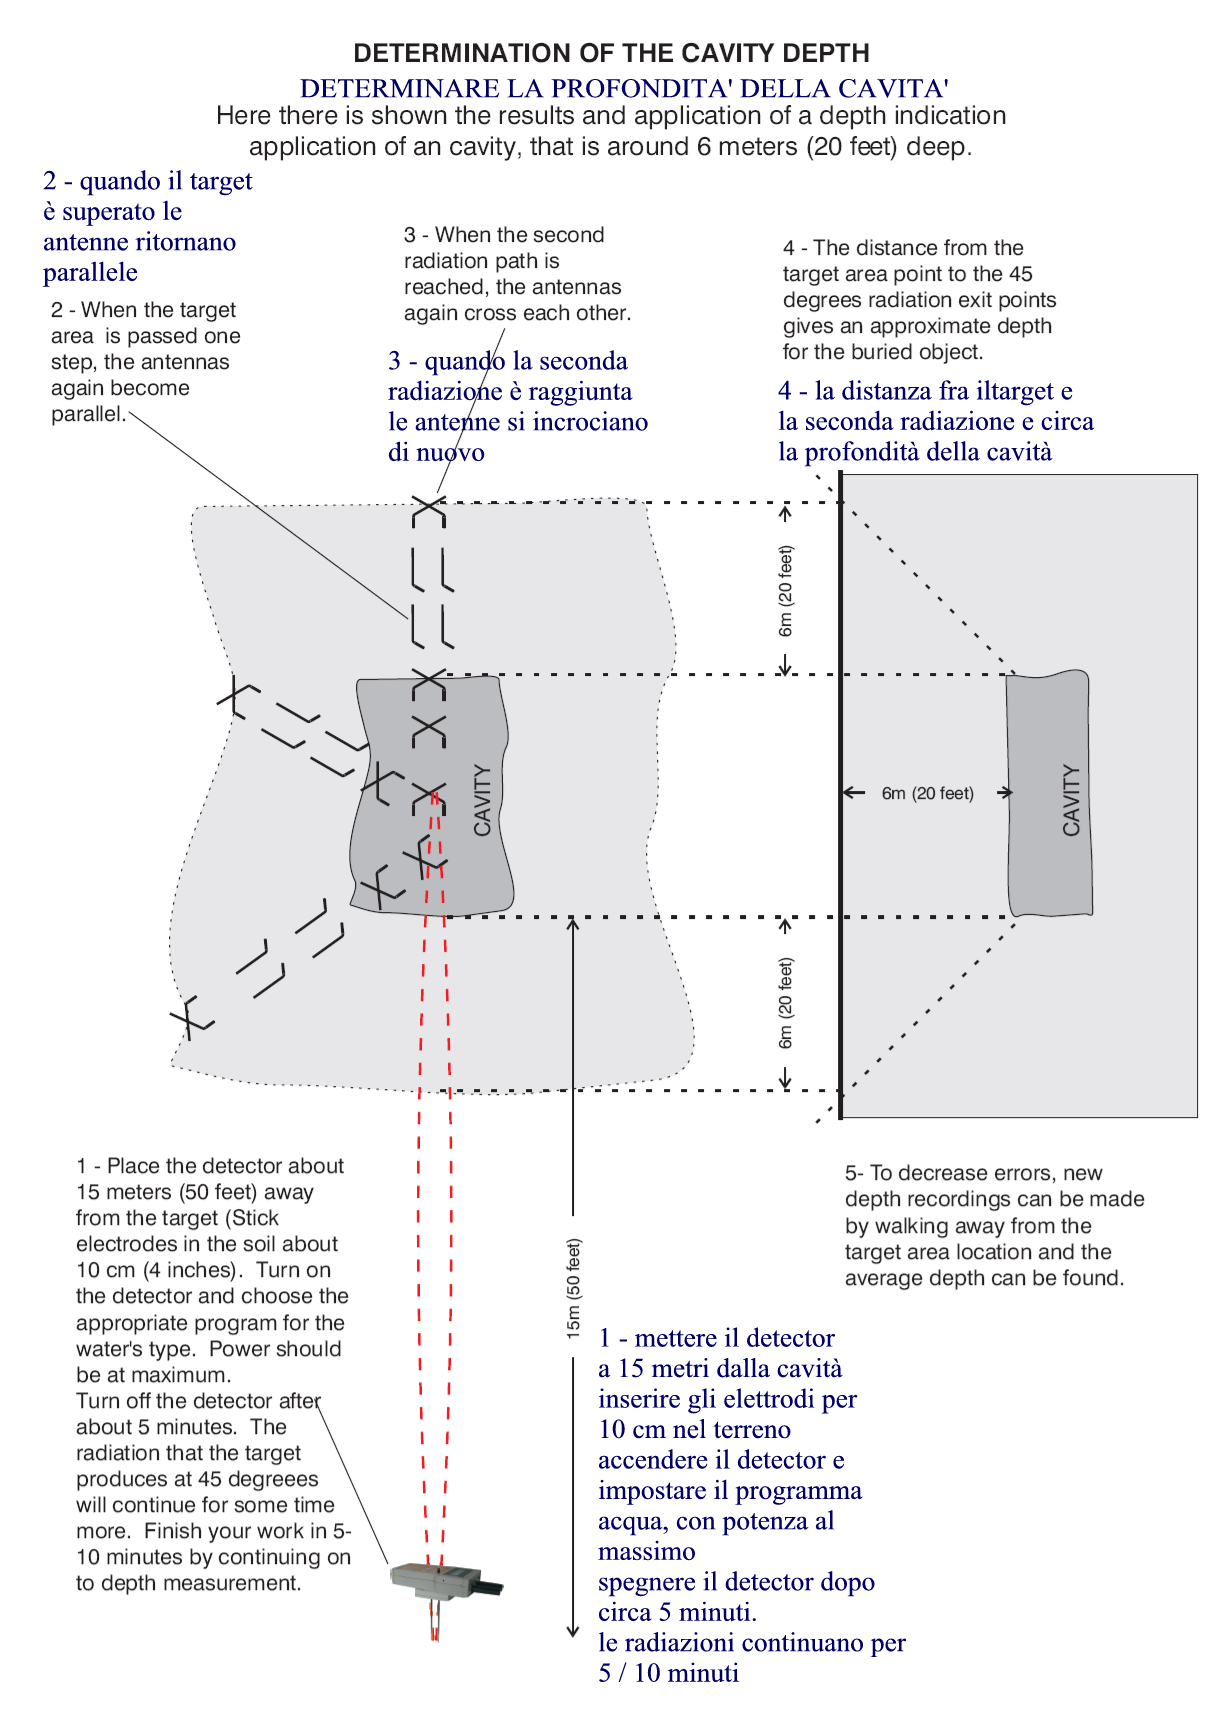 DETERMINATION OF THE CAVITY DEPTH
DETERMINARE LA PROFONDITA' DELLA CAVITA'
Here there is shown the results and application of a depth indication
application of an cavity, that is around 6 meters (20 feet) deep.
2 - quando il target
è superato le
antenne ritornano
parallele
2 - When the target
area  is passed one
step, the antennas
again become
parallel.
3 - When the second
radiation path is
reached, the antennas
again cross each other.
3 - quando la seconda
radiazione è raggiunta
le antenne si incrociano
di nuovo
4 - The distance from the
target area point to the 45
degrees radiation exit points
gives an approximate depth
for the buried object.
4 - la distanza fra iltarget e
la seconda radiazione e circa
la profondità della cavità
6m (20 feet)
CAVITY
6m (20 feet)
CAVITY
6m (20 feet)
15m (50 feet)
1 - Place the detector about
15 meters (50 feet) away
from the target (Stick
electrodes in the soil about
10 cm (4 inches).  Turn on
the detector and choose the
appropriate program for the
water's type.  Power should
be at maximum.
Turn off the detector after
about 5 minutes.  The
radiation that the target
produces at 45 degreees
will continue for some time
more.  Finish your work in 5-
10 minutes by continuing on
to depth measurement.
5- To decrease errors, new
depth recordings can be made
by walking away from the
target area location and the
average depth can be found.
1 - mettere il detector
a 15 metri dalla cavità
inserire gli elettrodi per
10 cm nel terreno
accendere il detector e
impostare il programma
acqua, con potenza al
massimo
spegnere il detector dopo
circa 5 minuti.
le radiazioni continuano per
5 / 10 minuti